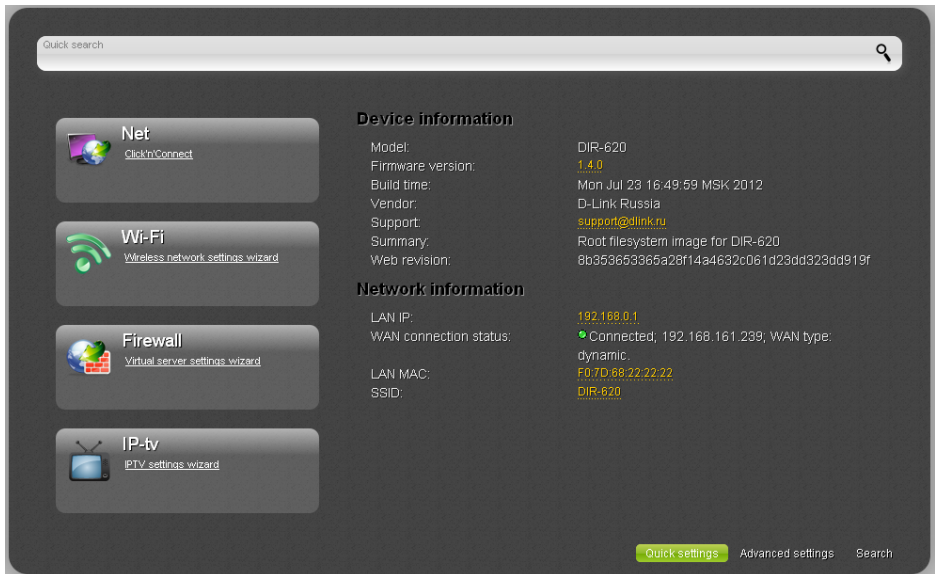 Quick search
Net
Click'n'Connect
Wi-Fi
Wireless network settings wizard
Firewall
Virtual server settings wizard
IP-tv
IPTV settings wizard
Device information
Model: DIR-620
Firmware version: 1.4.0
Build time: Mon Jul 23 16:49:59 MSK 2012
Vendor: D-Link Russia
Support: support@dlink.ru
Summary: Root filesystem image for DIR-620
Web revision: 8b353653365a28f14a4632c061d23dd323dd919f
Network information
LAN IP: 192.168.0.1
WAN connection status: Connected; 192.168.161.239; WAN type:
dynamic.
LAN MAC: F0:7D:68:22:22:22
SSID: DIR-620
Quick settings Advanced settings Search